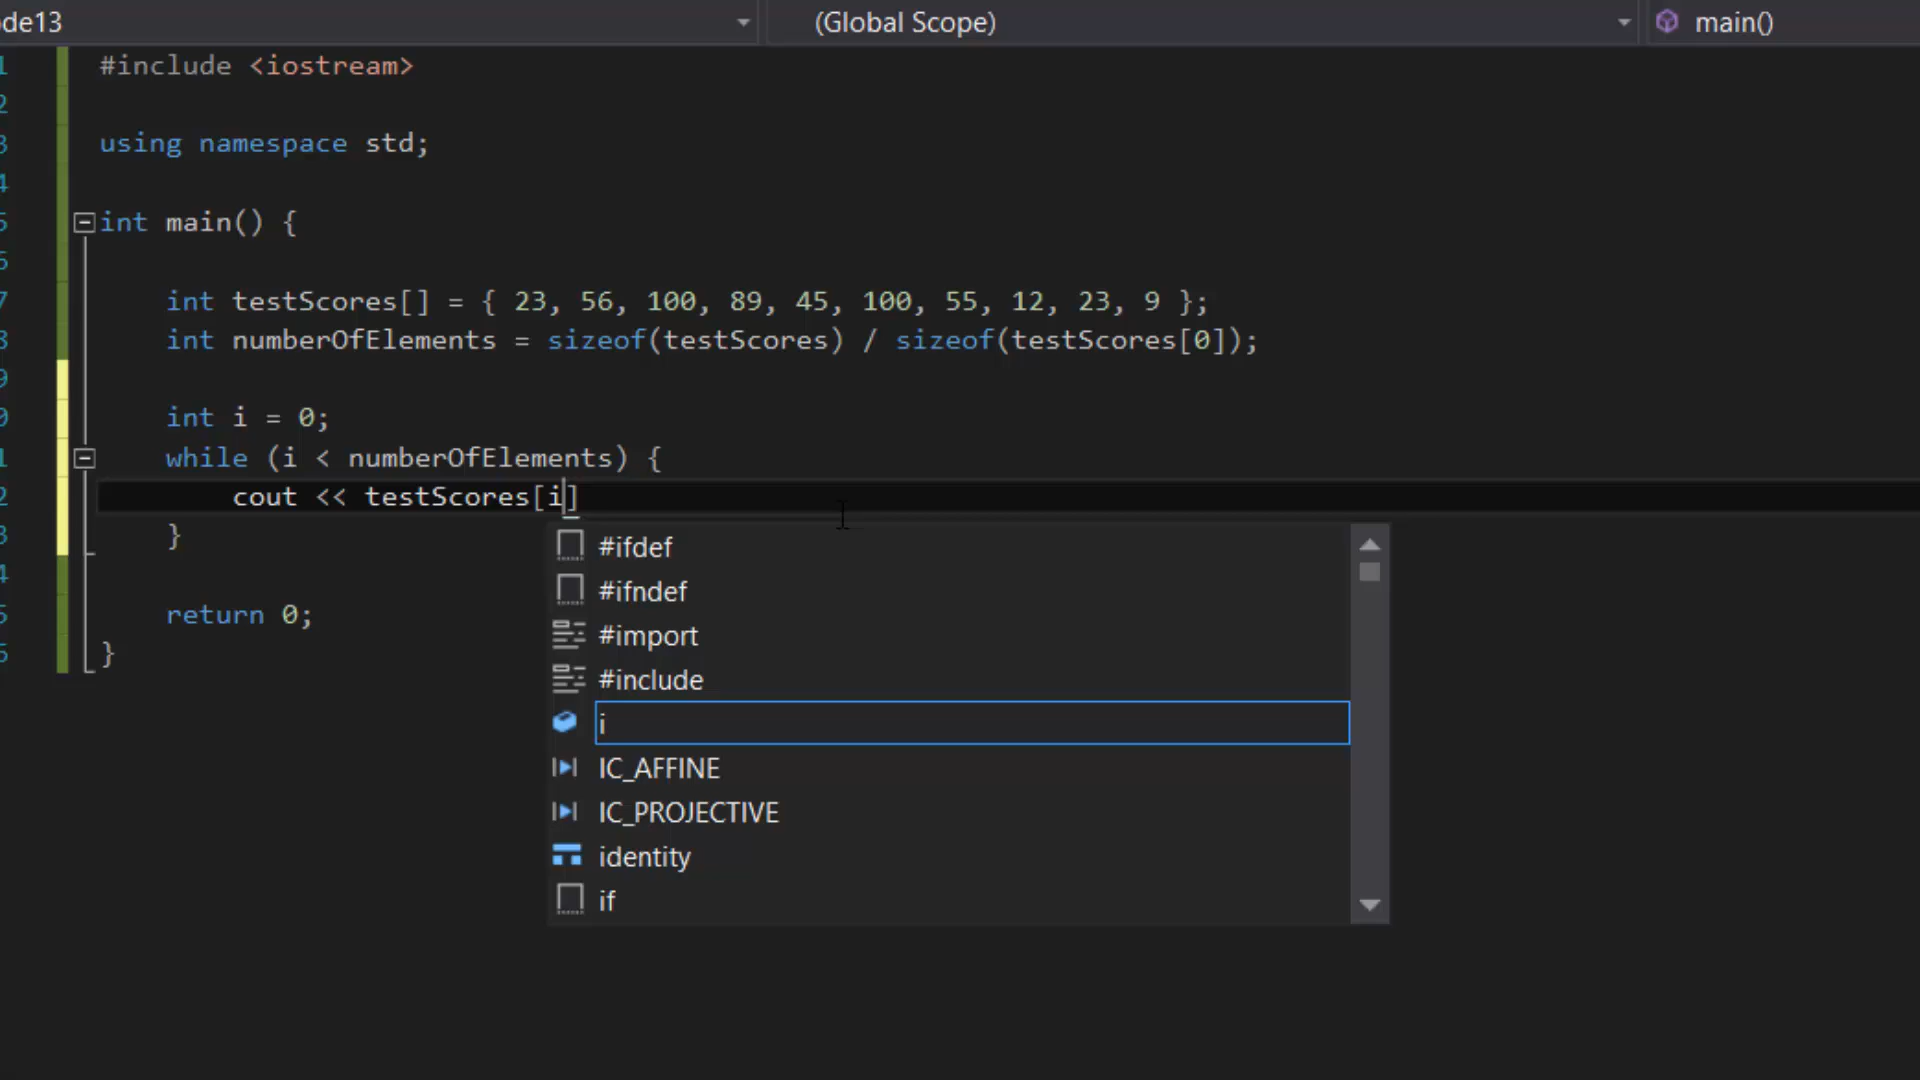 de13 (Global Scope) main()
1 #include <iostream>
2
3 using namespace std;
4
5 int main() {
6
7 int testScores[] = { 23, 56, 100, 89, 45, 100, 55, 12, 23, 9 };
8 int numberOfElements = sizeof(testScores) / sizeof(testScores[0]);
9
0 int i = 0;
1 while (i < numberOfElements) {
2 cout << testScores[i]
3 }
4
5 return 0;
6 }
#ifdef
#ifndef
#import
#include
i
IC_AFFINE
IC_PROJECTIVE
identity
if